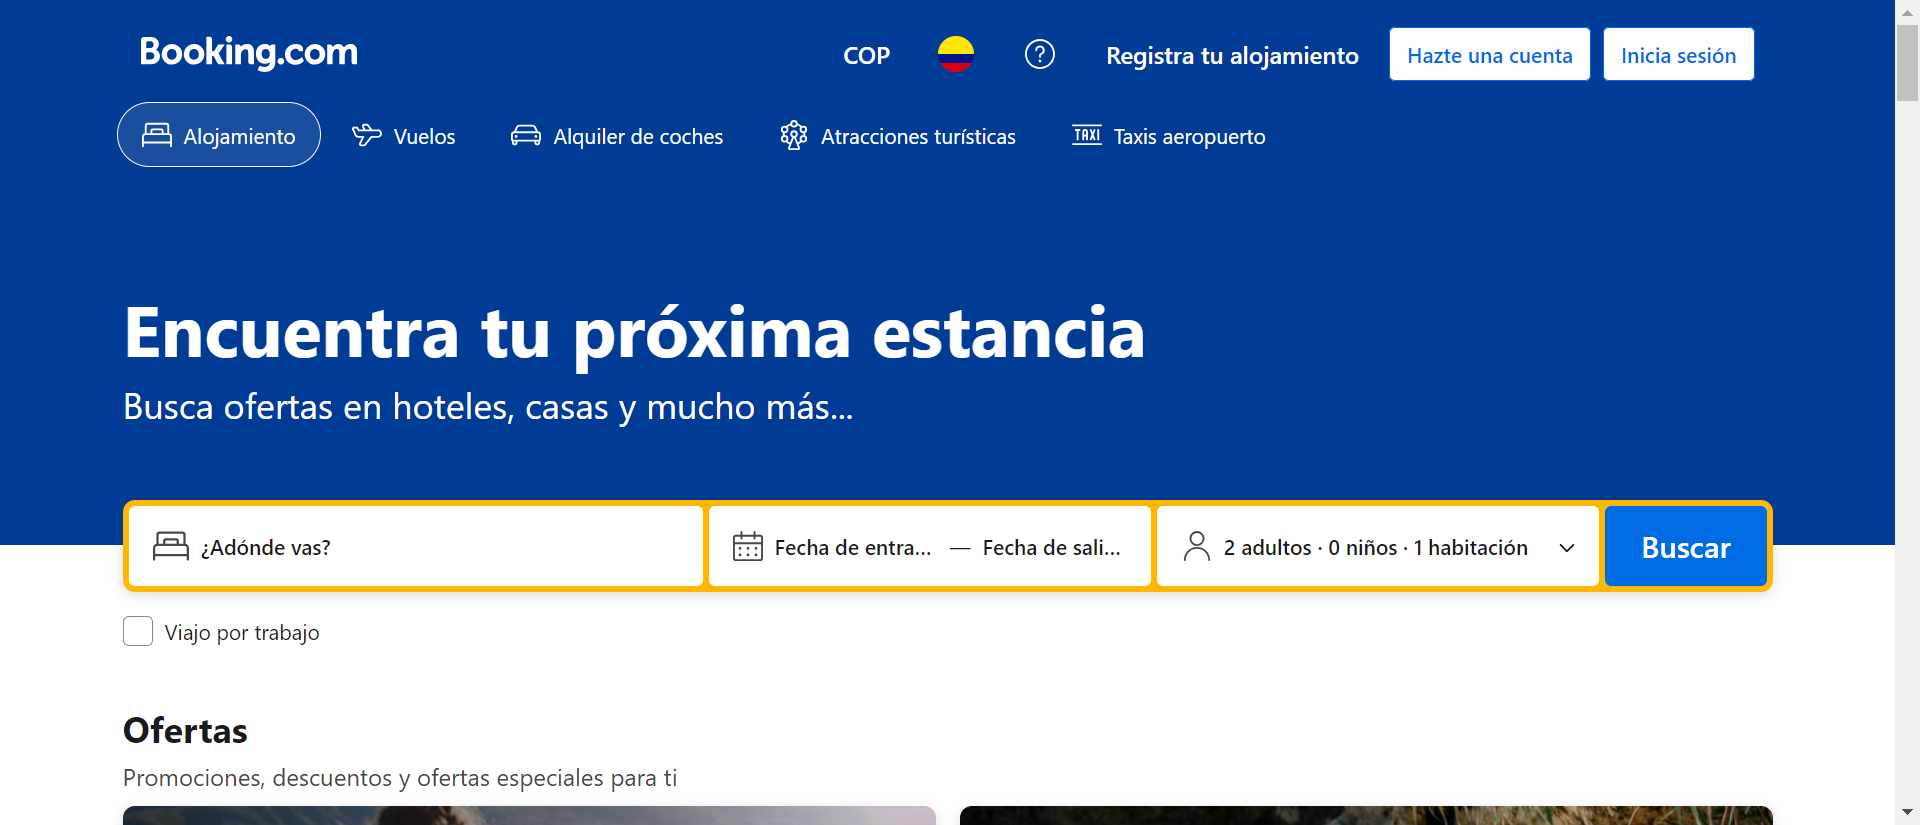 Booking.com
COP
Registra tu alojamiento
Hazte una cuenta
Inicia sesión
Alojamiento
Vuelos
Alquiler de coches
Atracciones turísticas
TAXI
Taxis aeropuerto
Encuentra tu próxima estancia
Busca ofertas en hoteles, casas y mucho más...
¿Adónde vas?
Fecha de entra... — Fecha de sali...
2 adultos · 0 niños · 1 habitación
Buscar
Viajo por trabajo
Ofertas
Promociones, descuentos y ofertas especiales para ti